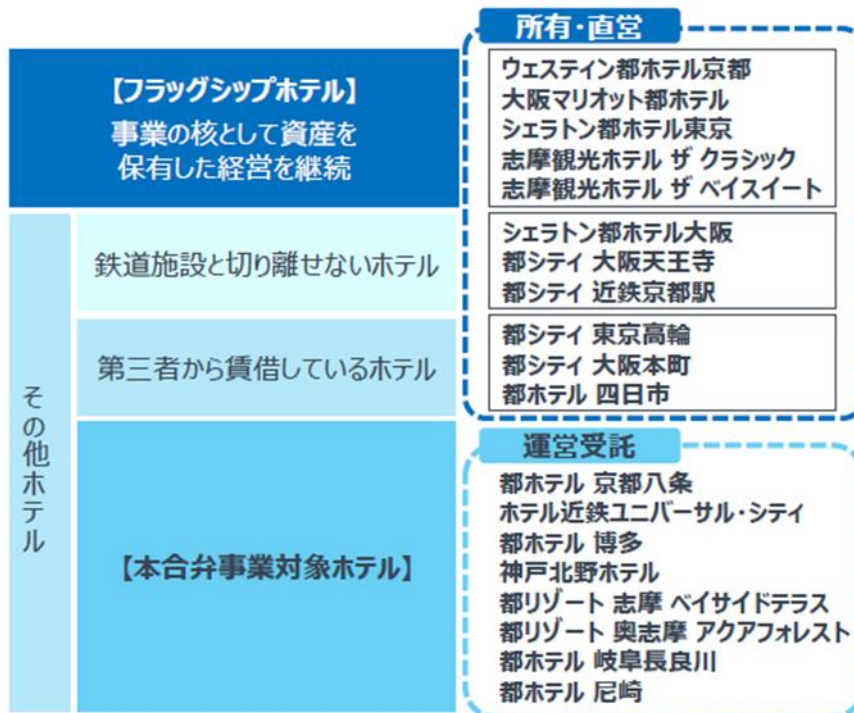 所有・直営
【フラッグシップホテル】
事業の核として資産を
保有した経営を継続
ウェスティン都ホテル京都
大阪マリオット都ホテル
シェラトン都ホテル東京
志摩観光ホテル ザ クラシック
志摩観光ホテル ザ ベイスイート
その他ホテル
鉄道施設と切り離せないホテル
シェラトン都ホテル大阪
都シティ 大阪天王寺
都シティ 近鉄京都駅
第三者から賃借しているホテル
都シティ 東京高輪
都シティ 大阪本町
都ホテル 四日市
運営受託
【本合弁事業対象ホテル】
都ホテル 京都八条
ホテル近鉄ユニバーサル・シティ
都ホテル 博多
神戸北野ホテル
都リゾート 志摩 ベイサイドテラス
都リゾート 奥志摩 アクアフォレスト
都ホテル 岐阜長良川
都ホテル 尼崎